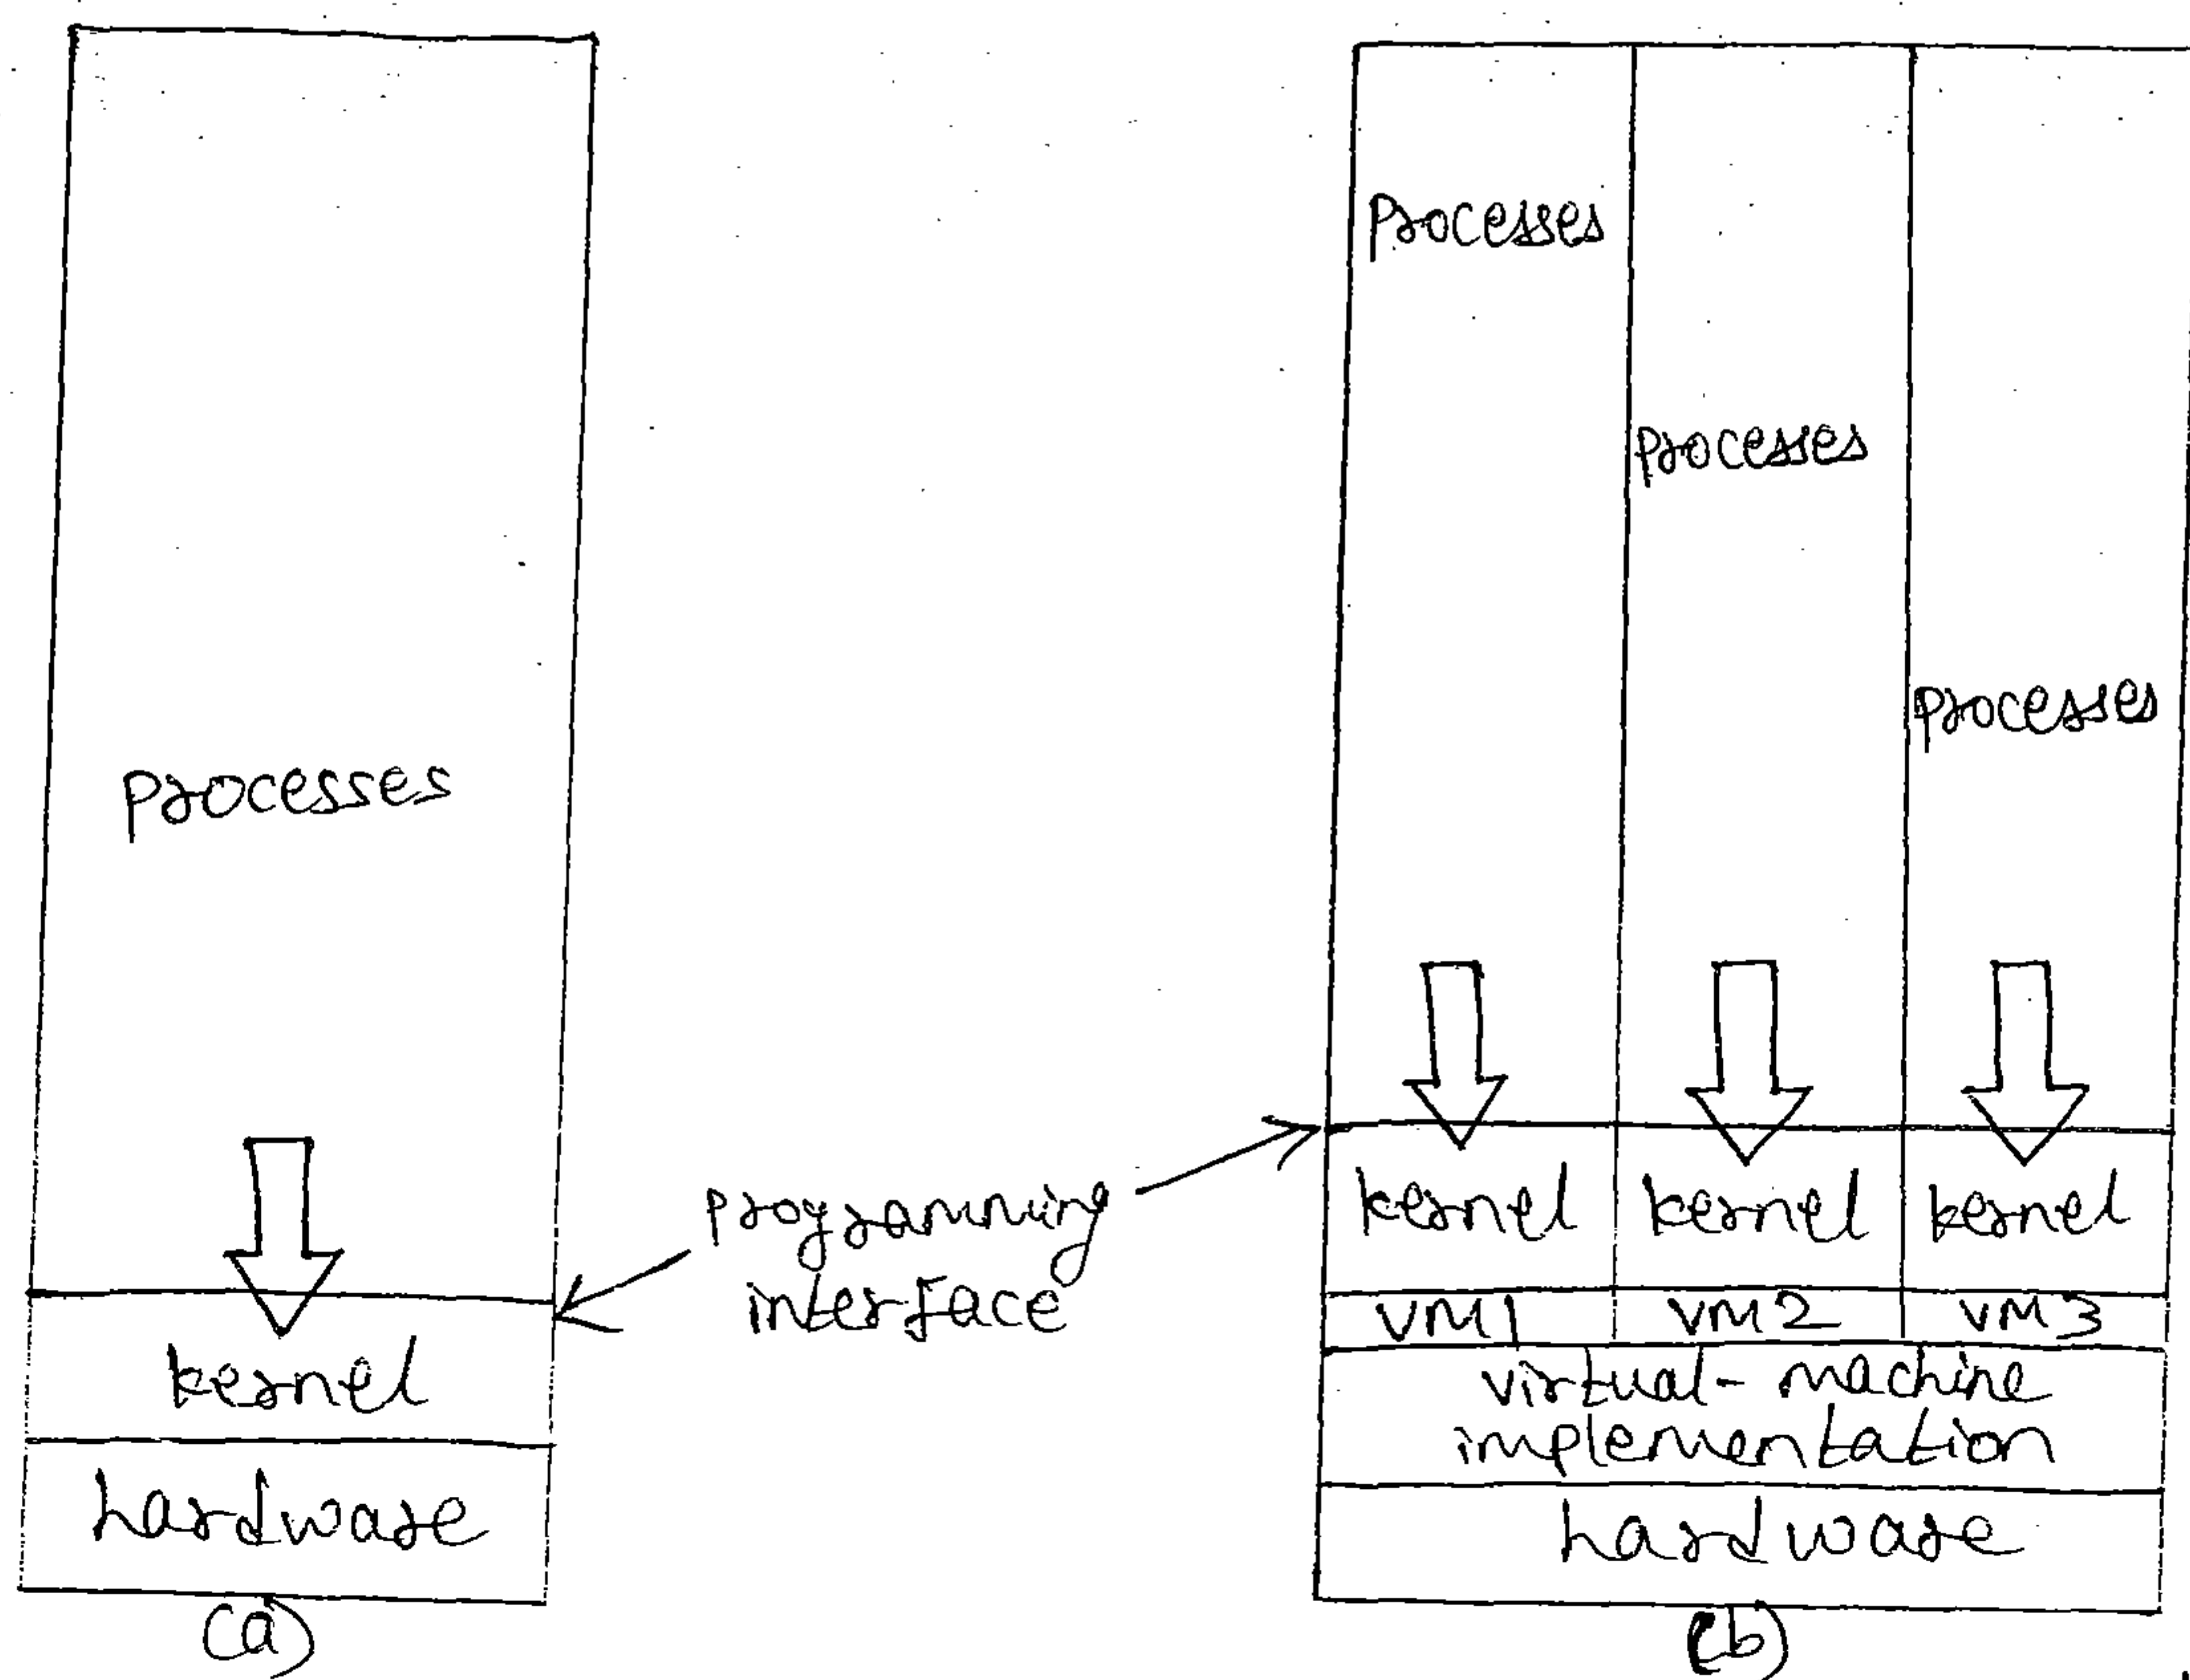 processes
kernel
hardware
(a)
programming
interface
processes
processes
processes
kernel kernel kernel
VM1 VM2 VM3
virtual-machine
implementation
hardware
(b)